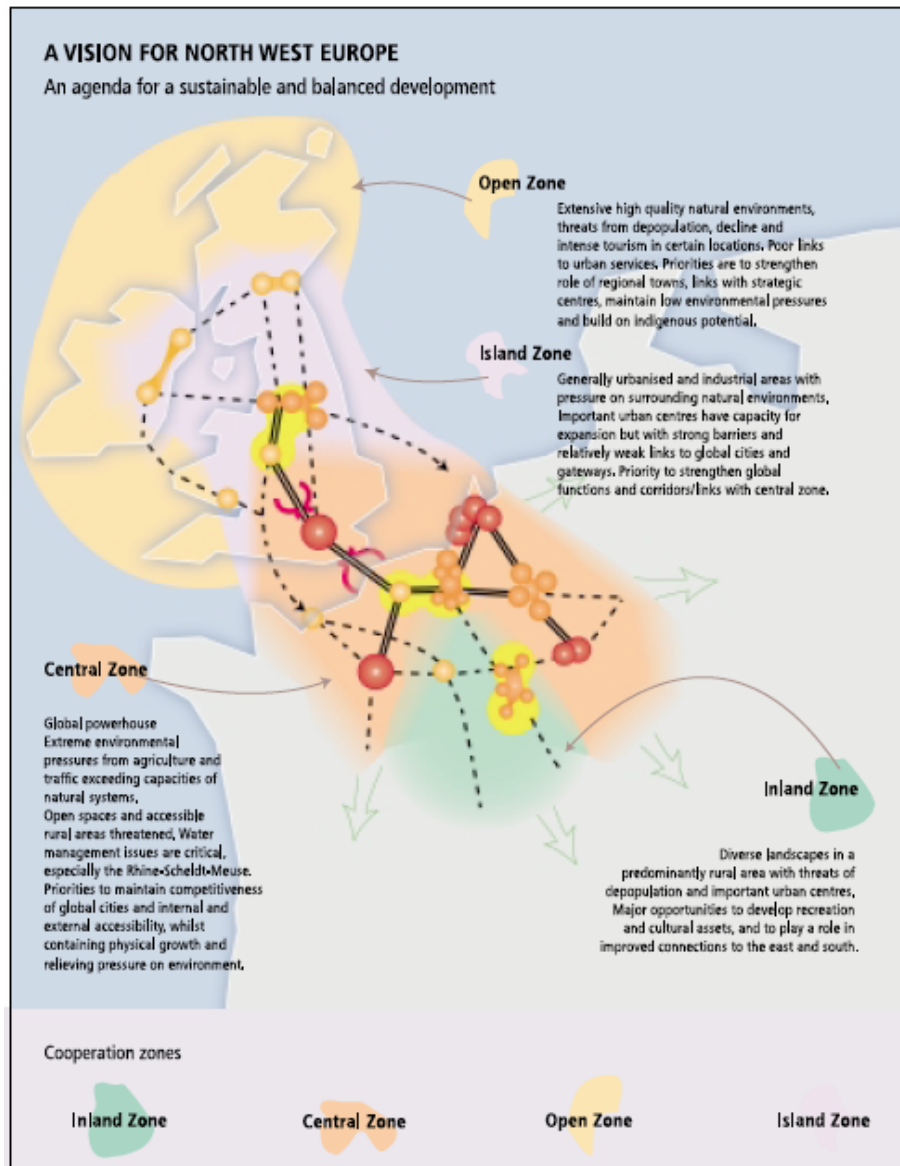 A VISION FOR NORTH WEST EUROPE
An agenda for a sustainable and balanced development
Open Zone
Extensive high quality natural environments,
threats from depopulation, decline and
intense tourism in certain locations. Poor links
to urban services. Priorities are to strengthen
role of regional towns, links with strategic
centres, maintain low environmental pressures
and build on indigenous potential.
Island Zone
Generally urbanised and industrial areas with
pressure on surrounding natural environments.
Important urban centres have capacity for
expansion but with strong barriers and
relatively weak links to global cities and
gateways. Priority to strengthen global
functions and corridors/links with central zone.
Central Zone
Global powerhouse
Extreme environmental
pressures from agriculture and
traffic exceeding capacities of
natural systems.
Open spaces and accessible
rural areas threatened. Water
management issues are critical,
especially the Rhine-Scheldt-Meuse.
Priorities to maintain competitiveness
of global cities and internal and
external accessibility, whilst
containing physical growth and
relieving pressure on environment.
Inland Zone
Diverse landscapes in a
predominantly rural area with threats of
depopulation and important urban centres.
Major opportunities to develop recreation
and cultural assets, and to play a role in
improved connections to the east and south.
Cooperation zones
Inland Zone
Central Zone
Open Zone
Island Zone